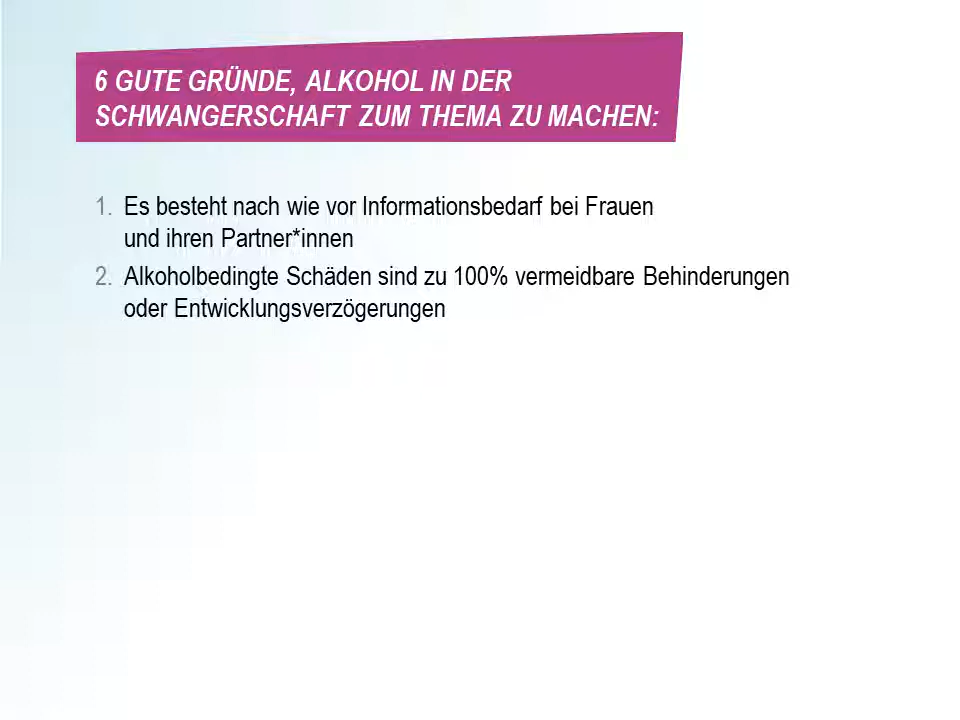 6 GUTE GRÜNDE, ALKOHOL IN DER
SCHWANGERSCHAFT ZUM THEMA ZU MACHEN:
1. Es besteht nach wie vor Informationsbedarf bei Frauen
und ihren Partner*innen
2. Alkoholbedingte Schäden sind zu 100% vermeidbare Behinderungen
oder Entwicklungsverzögerungen